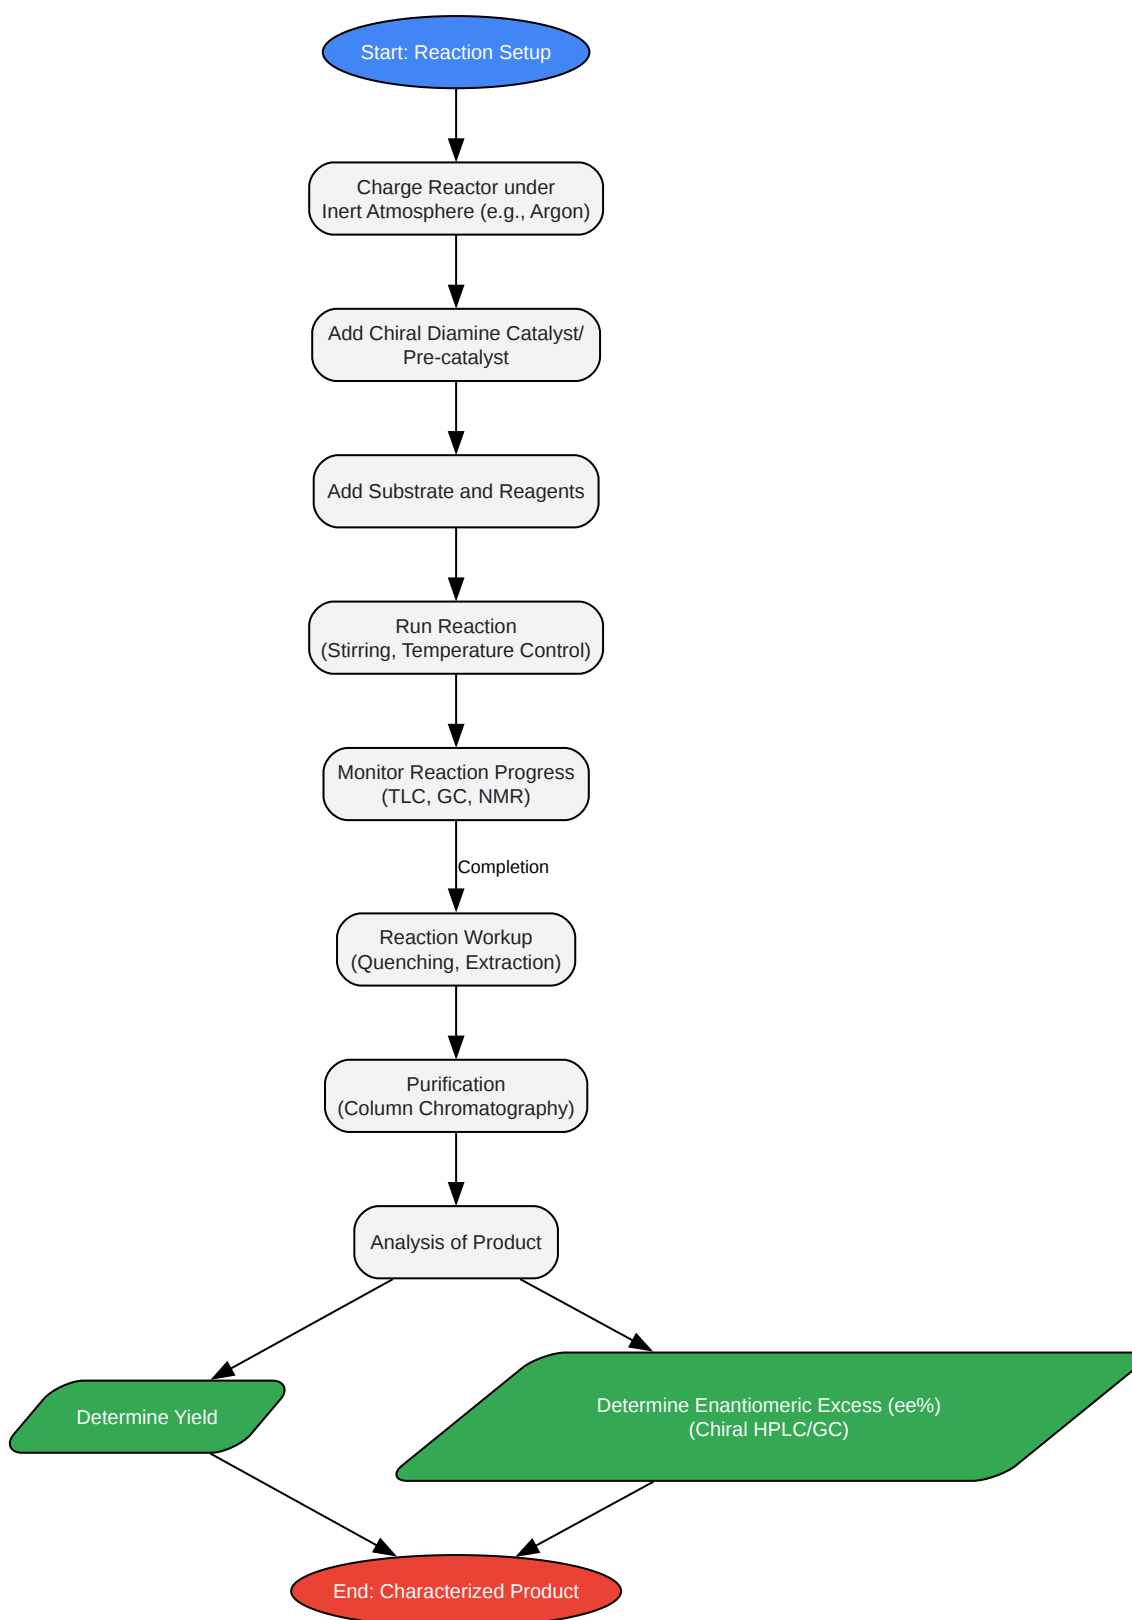 Start: Reaction Setup
Charge Reactor under
Inert Atmosphere (e.g., Argon)
Add Chiral Diamine Catalyst/
Pre-catalyst
Add Substrate and Reagents
Run Reaction
(Stirring, Temperature Control)
Monitor Reaction Progress
(TLC, GC, NMR)
Completion
Reaction Workup
(Quenching, Extraction)
Purification
(Column Chromatography)
Analysis of Product
Determine Yield
Determine Enantiomeric Excess (ee%)
(Chiral HPLC/GC)
End: Characterized Product